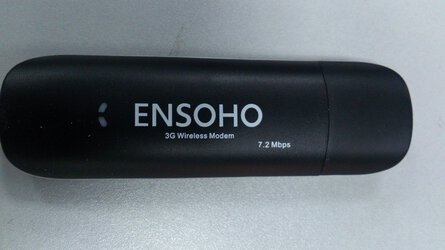 ENSOHO
3G Wireless Modem
7.2 Mbps